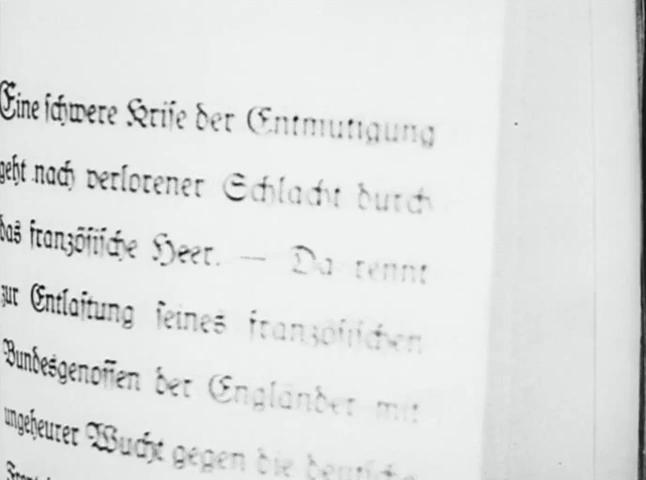 Eine schwere Krise der Entmutigung
geht nach verlorener Schlacht durch
das französische Heer. — Da rennt
zur Entlastung seines französischen
Bundesgenossen der Engländer mit
ungeheurer Wucht gegen die deutsche